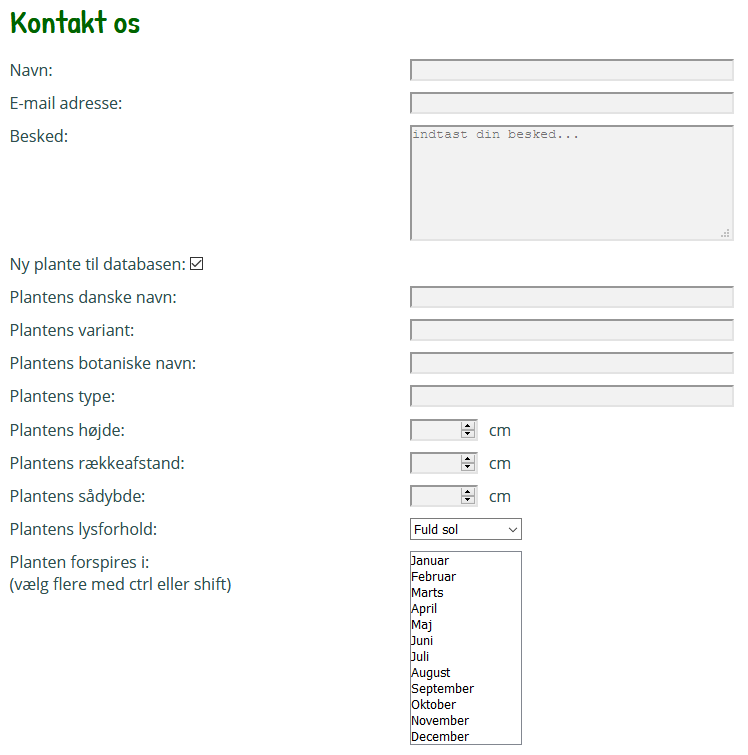 Kontakt os
Navn:
E-mail adresse:
Besked:
indtast din besked...
Ny plante til databasen:
Plantens danske navn:
Plantens variant:
Plantens botaniske navn:
Plantens type:
Plantens højde: cm
Plantens rækkeafstand: cm
Plantens sådybde: cm
Plantens lysforhold: Fuld sol
Planten forspires i:
(vælg flere med ctrl eller shift)
Januar
Februar
Marts
April
Maj
Juni
Juli
August
September
Oktober
November
December